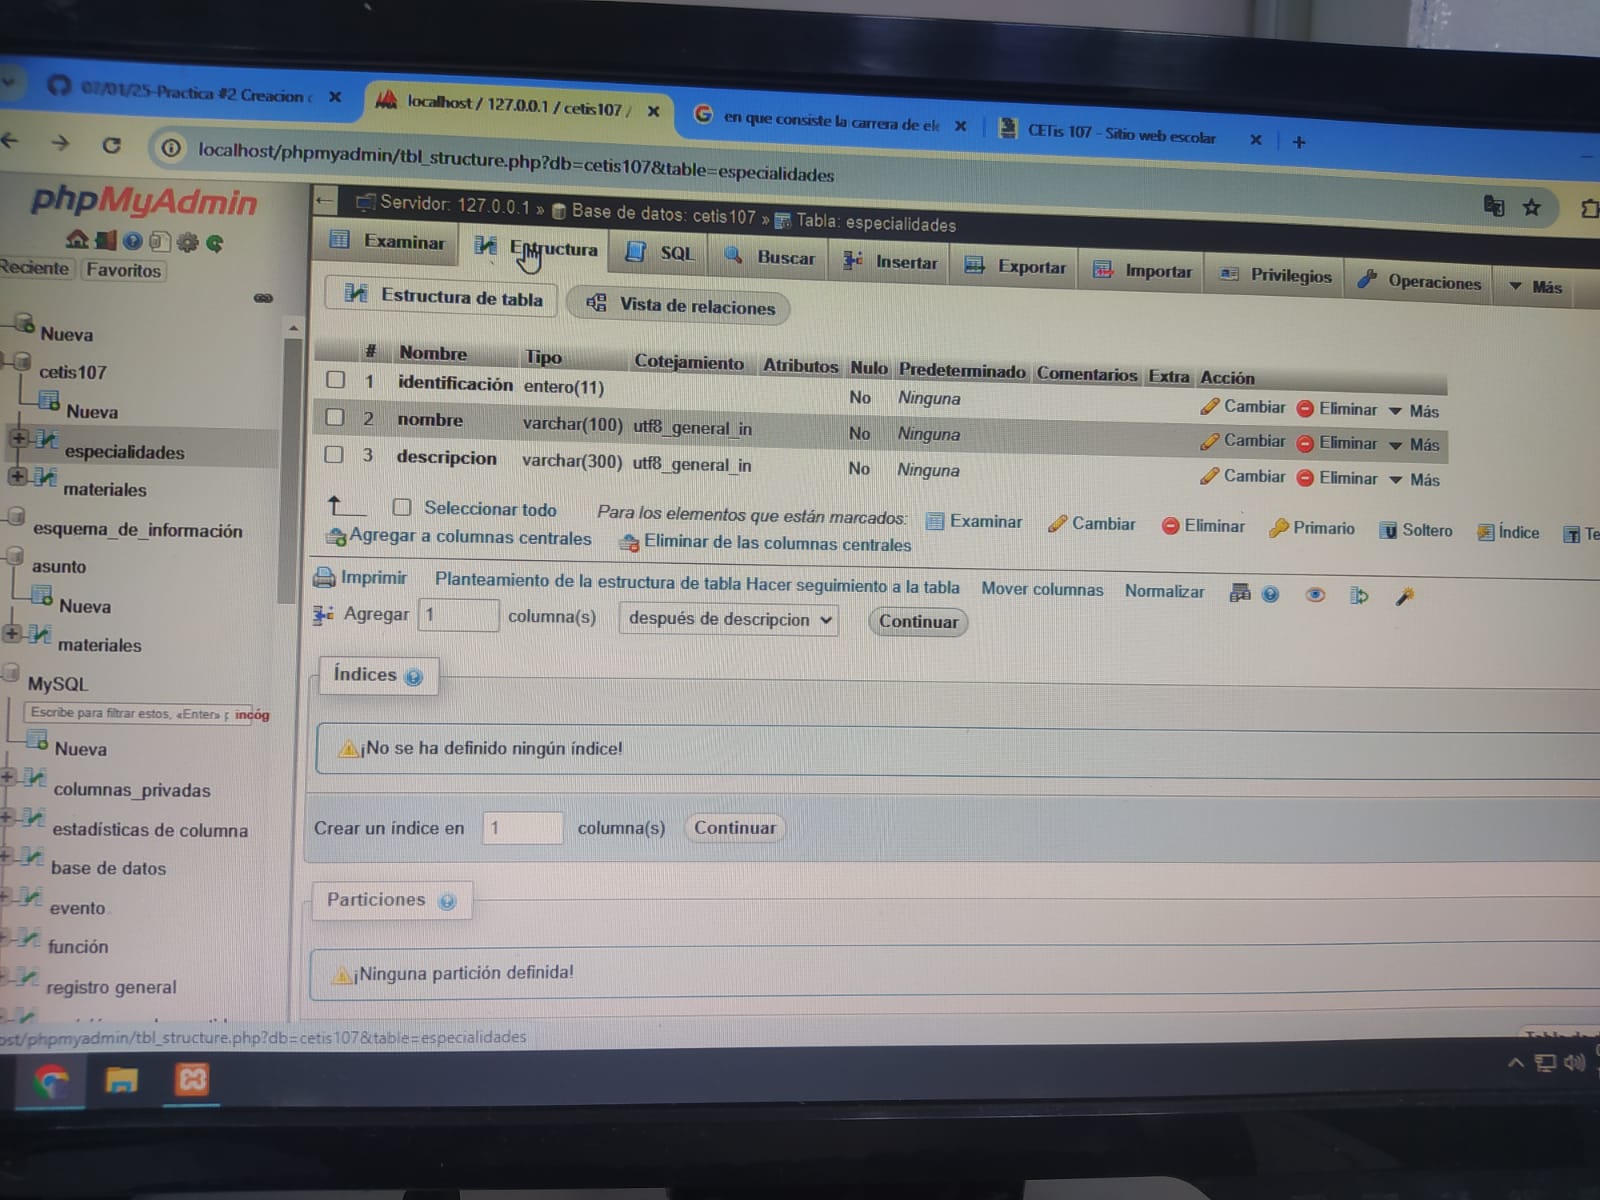 07/01/25-Practica #2 Creacion
localhost / 127.0.0.1 / cetis107 /
en que consiste la carrera de ele
CETis 107 - Sitio web escolar
localhost/phpmyadmin/tbl_structure.php?db=cetis107&table=especialidades
phpMyAdmin
Reciente Favoritos
Nueva
cetis107
Nueva
especialidades
materiales
esquema_de_información
asunto
Nueva
materiales
MySQL
Escribe para filtrar estos, «Enter» p incóg
Nueva
columnas_privadas
estadísticas de columna
base de datos
evento
función
registro general
Servidor: 127.0.0.1 » Base de datos: cetis107 » Tabla: especialidades
Examinar Estructura SQL Buscar Insertar Exportar Importar Privilegios Operaciones Más
Estructura de tabla Vista de relaciones
# Nombre Tipo Cotejamiento Atributos Nulo Predeterminado Comentarios Extra Acción
1 identificación entero(11) No Ninguna Cambiar Eliminar Más
2 nombre varchar(100) utf8_general_in No Ninguna Cambiar Eliminar Más
3 descripcion varchar(300) utf8_general_in No Ninguna Cambiar Eliminar Más
Seleccionar todo Para los elementos que están marcados: Examinar Cambiar Eliminar Primario Soltero Índice Te
Agregar a columnas centrales Eliminar de las columnas centrales
Imprimir Planteamiento de la estructura de tabla Hacer seguimiento a la tabla Mover columnas Normalizar
Agregar 1 columna(s) después de descripcion Continuar
Índices
¡No se ha definido ningún índice!
Crear un índice en 1 columna(s) Continuar
Particiones
¡Ninguna partición definida!
ost/phpmyadmin/tbl_structure.php?db=cetis107&table=especialidades